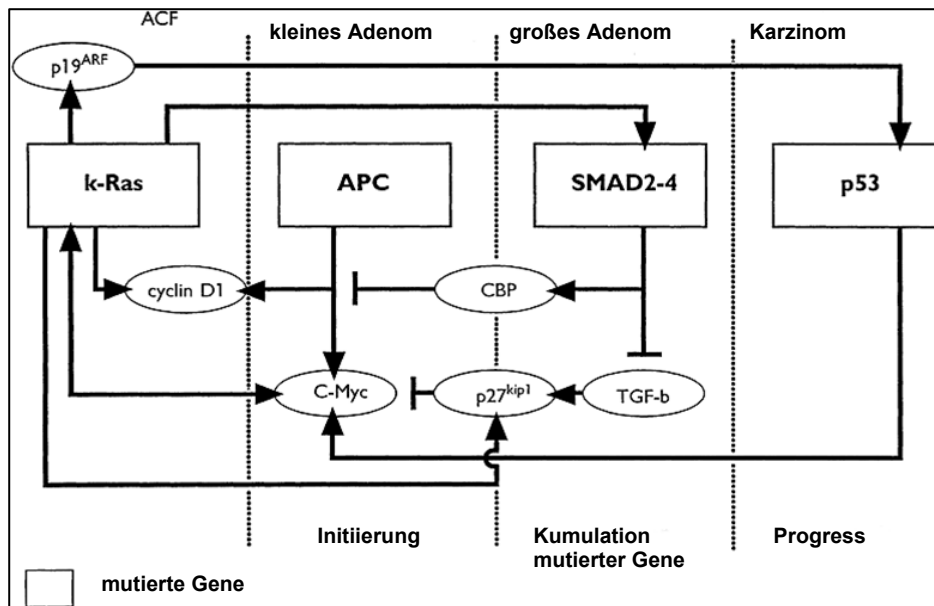 ACF
kleines Adenom
großes Adenom
Karzinom
p19ARF
k-Ras
APC
SMAD2-4
p53
cyclin D1
CBP
C-Myc
p27kip1
TGF-b
Initiierung
Kumulation
mutierter Gene
Progress
mutierte Gene